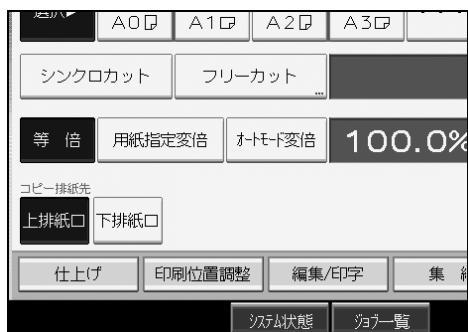 選択▶ A0 A1 A2 A3
シンクロカット フリーカット ...
等 倍 用紙指定変倍 ｵｰﾄﾓｰﾄﾞ変倍 100.0%
コピー排紙先
上排紙口 下排紙口
仕上げ 印刷位置調整 編集/印字 集
ｼｽﾃﾑ状態 ｼﾞｮﾌﾞ一覧